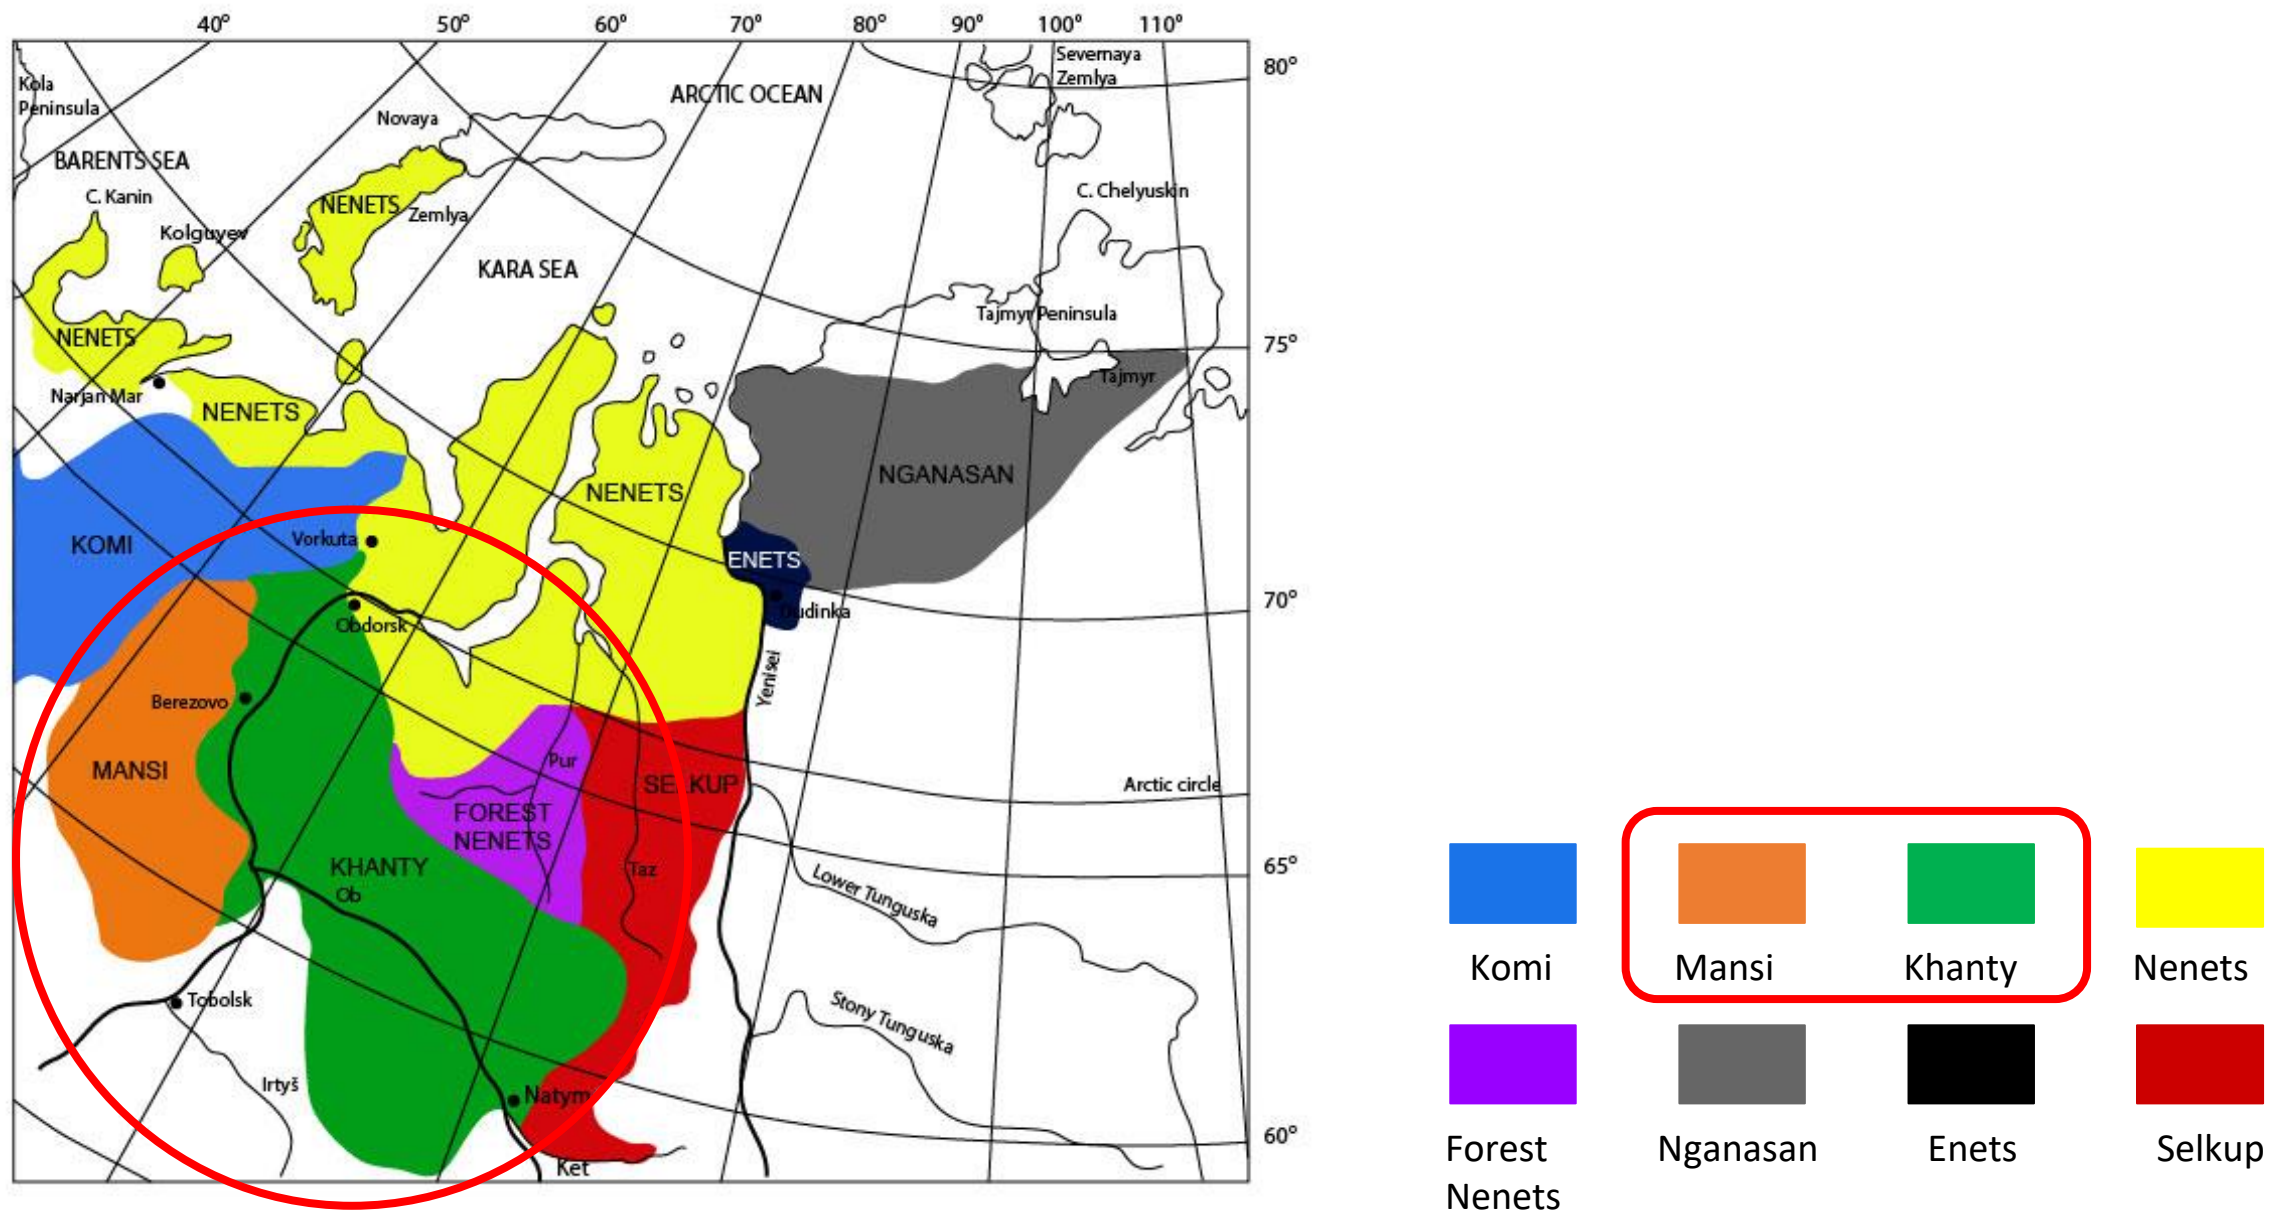 40°
50°
60°
70°
80°
90°
100°
110°
80°
75°
70°
65°
60°
Kola
Peninsula
BARENTS SEA
C. Kanin
Kolguyev
Novaya
Zemlya
NENETS
ARCTIC OCEAN
KARA SEA
Severnaya
Zemlya
C. Chelyuskin
Tajmyr Peninsula
Tajmyr
NENETS
Narjan Mar
NENETS
NENETS
NGANASAN
KOMI
Vorkuta
ENETS
Dudinka
Obdorsk
Yenisei
Berezovo
MANSI
Pur
SELKUP
FOREST
NENETS
KHANTY
Ob
Taz
Arctic circle
Lower Tunguska
Stony Tunguska
Tobolsk
Irtyš
Natym
Ket
Komi
Mansi
Khanty
Nenets
Forest
Nenets
Nganasan
Enets
Selkup